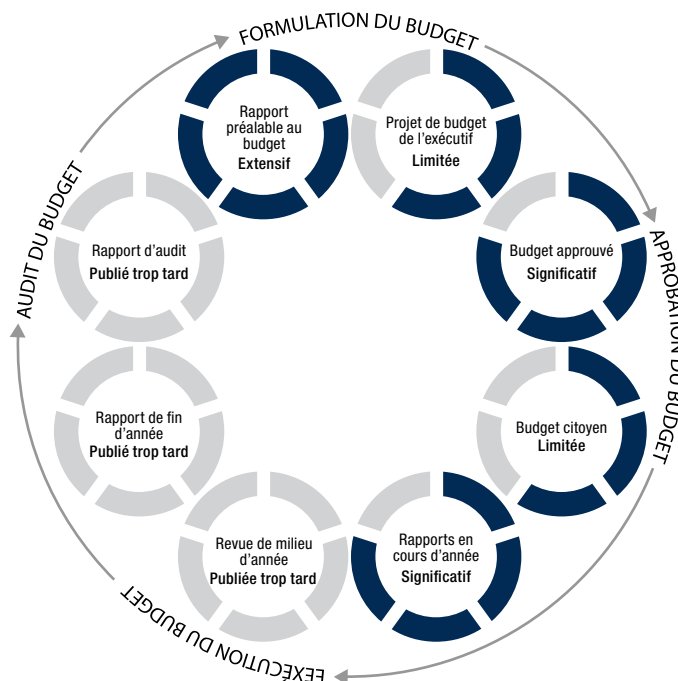 FORMULATION DU BUDGET
Rapport
préalable au
budget
Extensif
Projet de budget
de l'exécutif
Limitée
APPROBATION DU BUDGET
Budget approuvé
Significatif
Budget citoyen
Limitée
Rapports en
cours d'année
Significatif
EEXÉCUTION DU BUDGET
Revue de milieu
d'année
Publiée trop tard
Rapport de fin
d'année
Publié trop tard
AUDIT DU BUDGET
Rapport d'audit
Publié trop tard